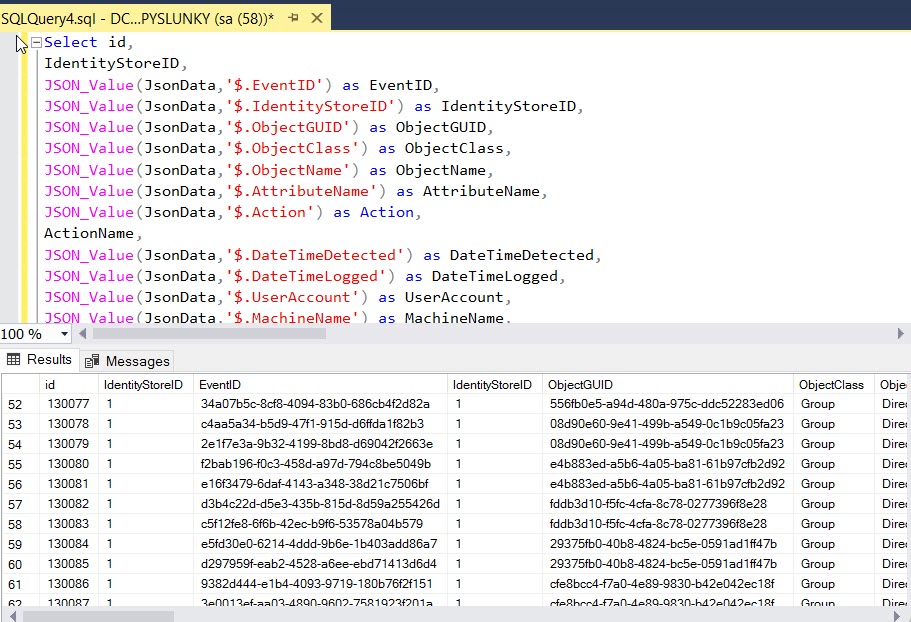 SQLQuery4.sql - DC...PYSLUNKY (sa (58))*
Select id,
IdentityStoreID,
JSON_Value(JsonData,'$.EventID') as EventID,
JSON_Value(JsonData,'$.IdentityStoreID') as IdentityStoreID,
JSON_Value(JsonData,'$.ObjectGUID') as ObjectGUID,
JSON_Value(JsonData,'$.ObjectClass') as ObjectClass,
JSON_Value(JsonData,'$.ObjectName') as ObjectName,
JSON_Value(JsonData,'$.AttributeName') as AttributeName,
JSON_Value(JsonData,'$.Action') as Action,
ActionName,
JSON_Value(JsonData,'$.DateTimeDetected') as DateTimeDetected,
JSON_Value(JsonData,'$.DateTimeLogged') as DateTimeLogged,
JSON_Value(JsonData,'$.UserAccount') as UserAccount,
JSON_Value(JsonData,'$.MachineName') as MachineName,
100 %
Results Messages
id IdentityStoreID EventID IdentityStoreID ObjectGUID ObjectClass Obje
52 130077 1 34a07b5c-8cf8-4094-83b0-686cb4f2d82a 1 556fb0e5-a94d-480a-975c-ddc52283ed06 Group Direc
53 130078 1 c4aa5a34-b5d9-47f1-915d-d6ffda1f82b3 1 08d90e60-9e41-499b-a549-0c1b9c05fa23 Group Direc
54 130079 1 2e1f7e3a-9b32-4199-8bd8-d69042f2663e 1 08d90e60-9e41-499b-a549-0c1b9c05fa23 Group Direc
55 130080 1 f2bab196-f0c3-458d-a97d-794c8be5049b 1 e4b883ed-a5b6-4a05-ba81-61b97cfb2d92 Group Direc
56 130081 1 e16f3479-6daf-4143-a348-38d21c7506bf 1 e4b883ed-a5b6-4a05-ba81-61b97cfb2d92 Group Direc
57 130082 1 d3b4c22d-d5e3-435b-815d-8d59a255426d 1 fddb3d10-f5fc-4cfa-8c78-0277396f8e28 Group Direc
58 130083 1 c5f12fe8-6f6b-42ec-b9f6-53578a04b579 1 fddb3d10-f5fc-4cfa-8c78-0277396f8e28 Group Direc
59 130084 1 e5fd30e0-6214-4ddd-9b6e-1b403add86a7 1 29375fb0-40b8-4824-bc5e-0591ad1ff47b Group Direc
60 130085 1 d297959f-eab2-4528-a6ee-ebd71413d6d4 1 29375fb0-40b8-4824-bc5e-0591ad1ff47b Group Direc
61 130086 1 9382d444-e1b4-4093-9719-180b76f2f151 1 cfe8bcc4-f7a0-4e89-9830-b42e042ec18f Group Direc
62 130087 1 3e0013ef-aa03-4890-9602-7581923f201a 1 cfe8bcc4-f7a0-4e89-9830-b42e042ec18f Group Direc